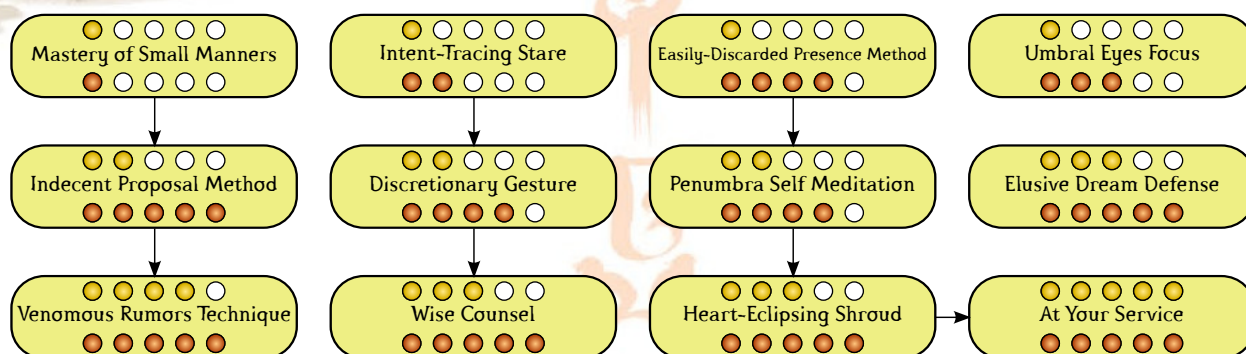 Mastery of Small Manners
Intent-Tracing Stare
Easily-Discarded Presence Method
Umbral Eyes Focus
Indecent Proposal Method
Discretionary Gesture
Penumbra Self Meditation
Elusive Dream Defense
Venomous Rumors Technique
Wise Counsel
Heart-Eclipsing Shroud
At Your Service